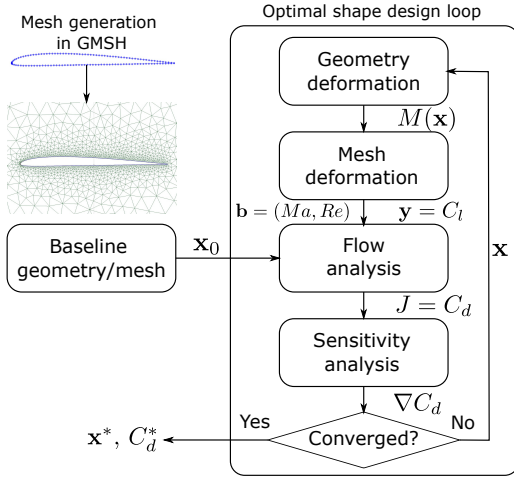 Mesh generation
in GMSH
Optimal shape design loop
Geometry
deformation
M(𝐱)
Mesh
deformation
𝐛 = (Ma, Re)
𝐲 = C_l
Baseline
geometry/mesh
𝐱_0
Flow
analysis
𝐱
J = C_d
Sensitivity
analysis
∇C_d
Yes
No
Converged?
𝐱*, C_d^*